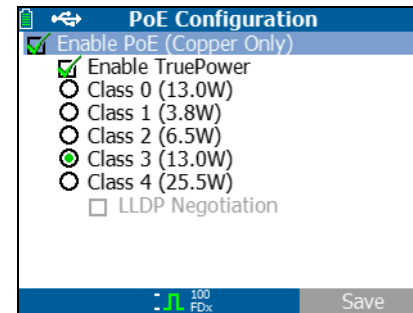 PoE Configuration
Enable PoE (Copper Only)
Enable TruePower
Class 0 (13.0W)
Class 1 (3.8W)
Class 2 (6.5W)
Class 3 (13.0W)
Class 4 (25.5W)
LLDP Negotiation
100
FDx
Save